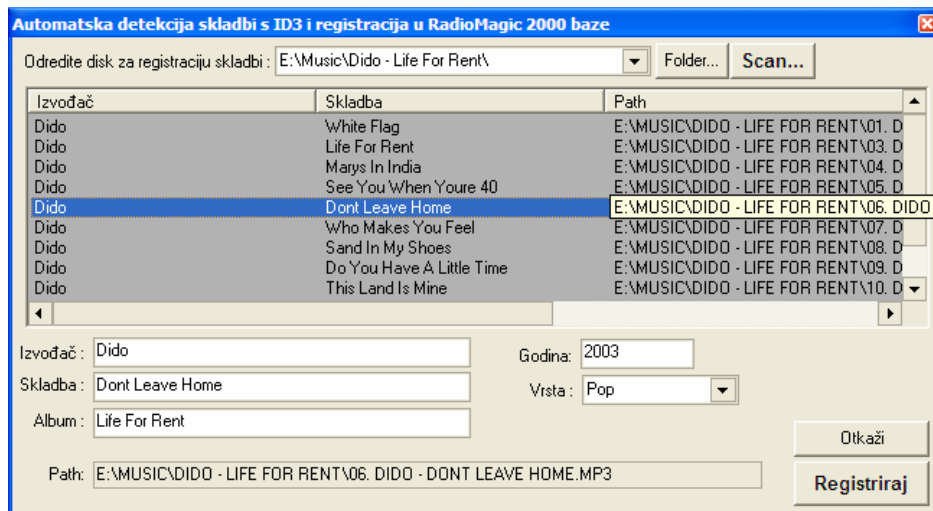 Automatska detekcija skladbi s ID3 i registracija u RadioMagic 2000 baze
Odredite disk za registraciju skladbi : E:\Music\Dido - Life For Rent\ Folder... Scan...
Izvođač Skladba Path
Dido White Flag E:\MUSIC\DIDO - LIFE FOR RENT\01. D
Dido Life For Rent E:\MUSIC\DIDO - LIFE FOR RENT\03. D
Dido Marys In India E:\MUSIC\DIDO - LIFE FOR RENT\04. D
Dido See You When Youre 40 E:\MUSIC\DIDO - LIFE FOR RENT\05. D
Dido Dont Leave Home E:\MUSIC\DIDO - LIFE FOR RENT\06. DIDO
Dido Who Makes You Feel E:\MUSIC\DIDO - LIFE FOR RENT\07. D
Dido Sand In My Shoes E:\MUSIC\DIDO - LIFE FOR RENT\08. D
Dido Do You Have A Little Time E:\MUSIC\DIDO - LIFE FOR RENT\09. D
Dido This Land Is Mine E:\MUSIC\DIDO - LIFE FOR RENT\10. D
Izvođač : Dido Godina: 2003
Skladba : Dont Leave Home Vrsta : Pop
Album : Life For Rent
Otkaži
Path: E:\MUSIC\DIDO - LIFE FOR RENT\06. DIDO - DONT LEAVE HOME.MP3
Registriraj